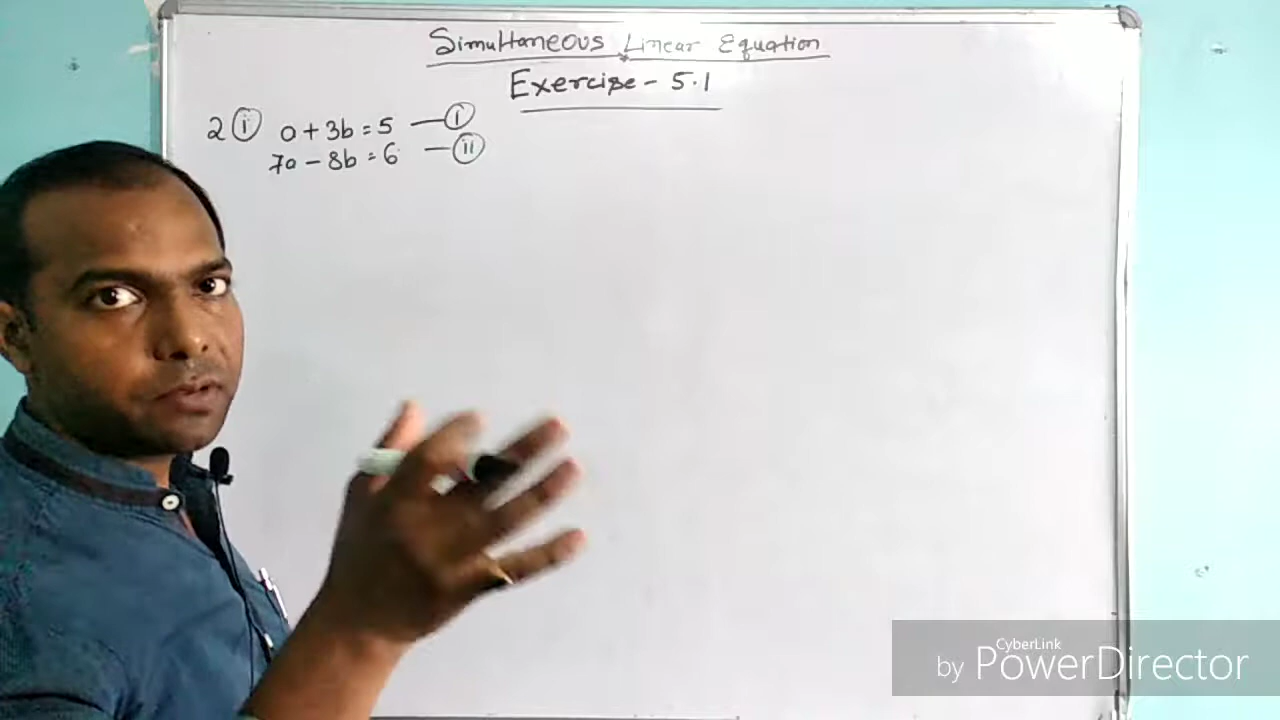 Simultaneous Linear Equation
Exercise - 5.1
2 (i) a + 3b = 5 — (i)
7a - 8b = 6 — (ii)
CyberLink
by PowerDirector